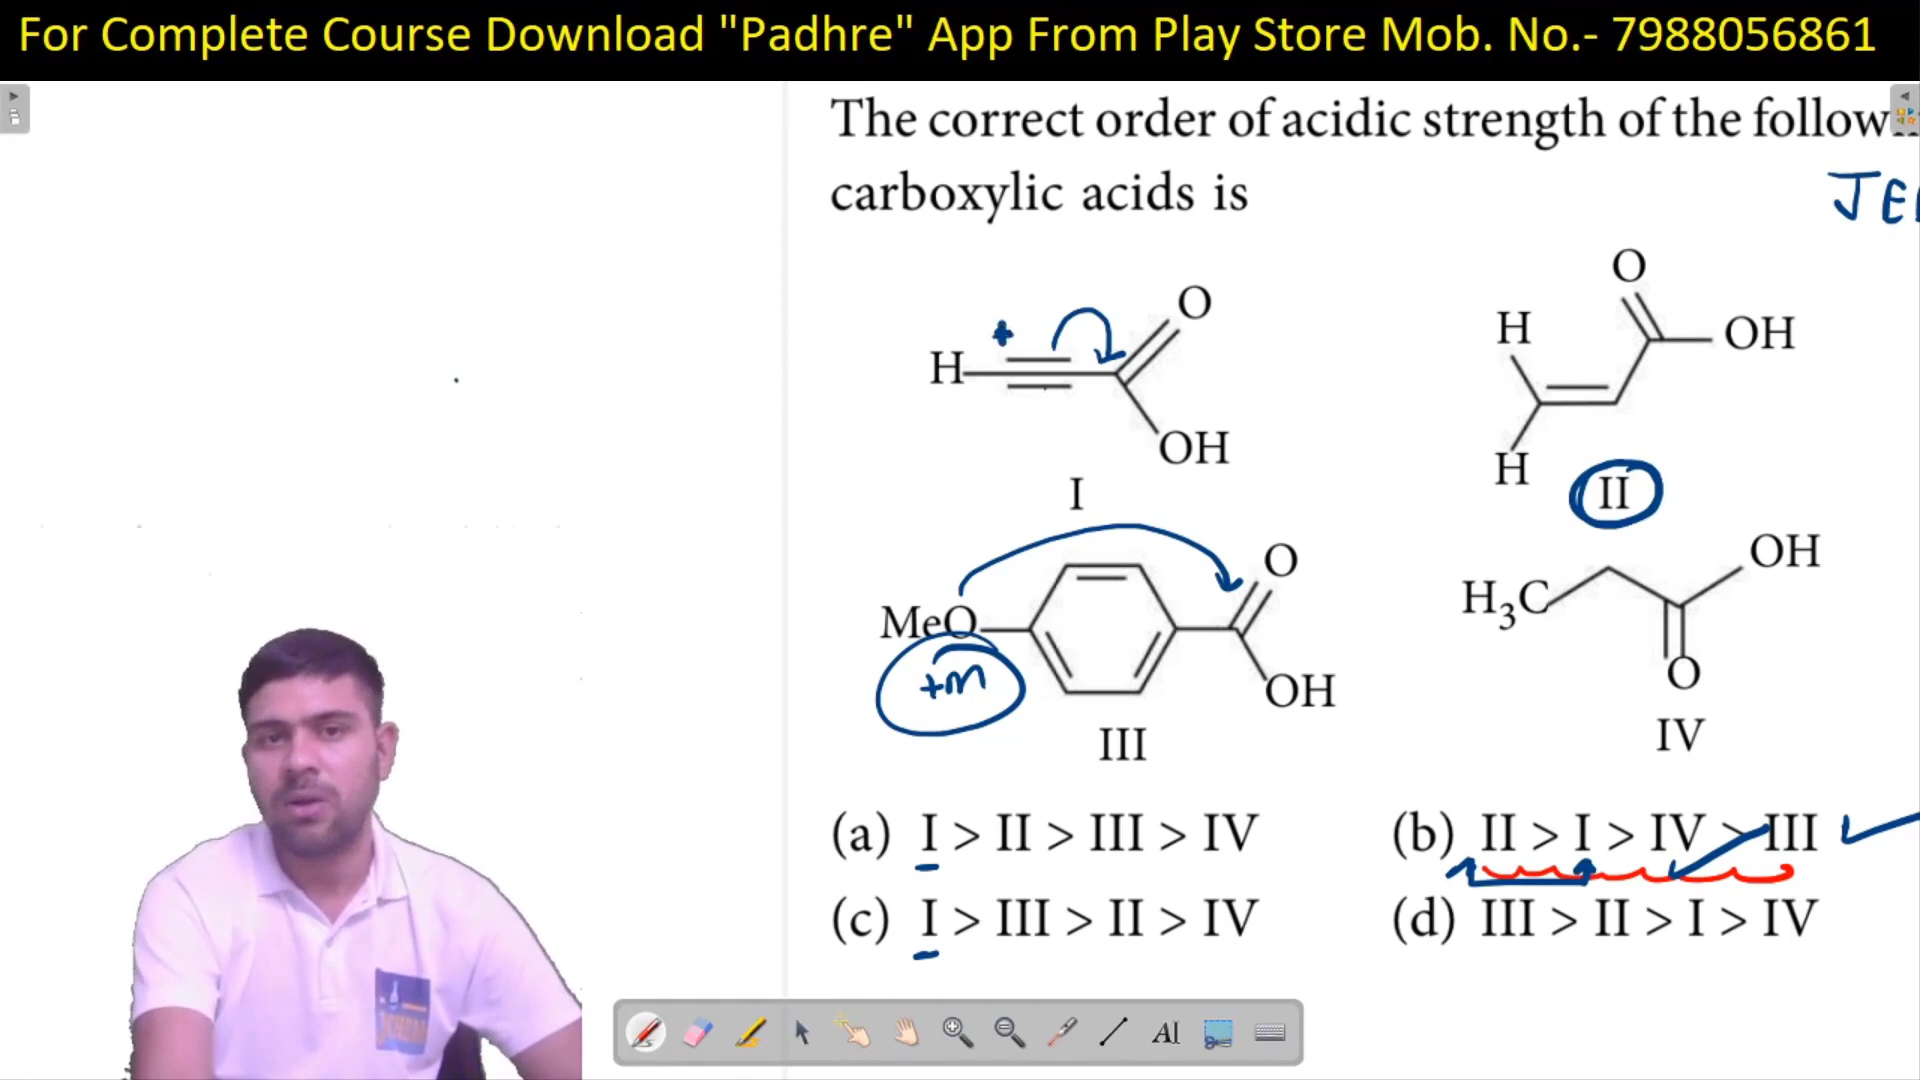 For Complete Course Download "Padhre" App From Play Store Mob. No.- 7988056861
The correct order of acidic strength of the
carboxylic acids is
+
H
O
OH
I
H
H
O
OH
II
MeO
+m
O
OH
III
H3C
OH
O
IV
(a) I > II > III > IV
(b) II > I > IV > III
(c) I > III > II > IV
(d) III > II > I > IV
AI